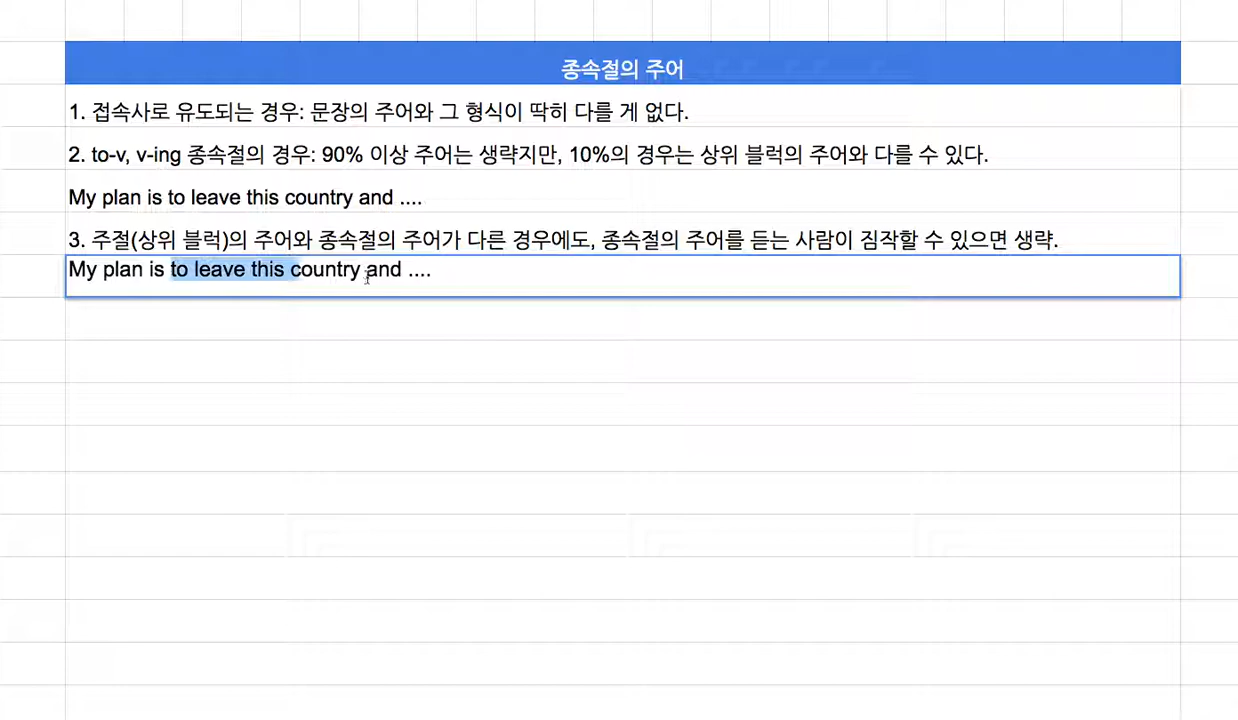 종속절의 주어
1. 접속사로 유도되는 경우: 문장의 주어와 그 형식이 딱히 다를 게 없다.
2. to-v, v-ing 종속절의 경우: 90% 이상 주어는 생략지만, 10%의 경우는 상위 블럭의 주어와 다를 수 있다.
My plan is to leave this country and ....
3. 주절(상위 블럭)의 주어와 종속절의 주어가 다른 경우에도, 종속절의 주어를 듣는 사람이 짐작할 수 있으면 생략.
My plan is to leave this country and ....